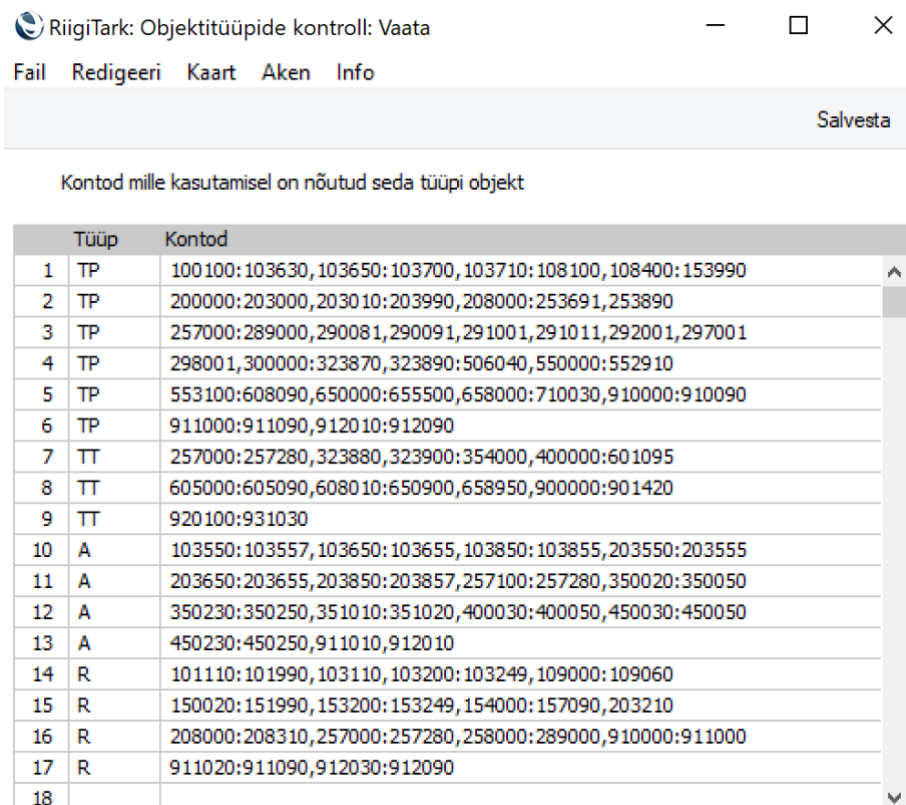 RiigiTark: Objektitüüpide kontroll: Vaata
Fail Redigeeri Kaart Aken Info
Salvesta
Kontod mille kasutamisel on nõutud seda tüüpi objekt
Tüüp Kontod
1 TP 100100:103630,103650:103700,103710:108100,108400:153990
2 TP 200000:203000,203010:203990,208000:253691,253890
3 TP 257000:289000,290081,290091,291001,291011,292001,297001
4 TP 298001,300000:323870,323890:506040,550000:552910
5 TP 553100:608090,650000:655500,658000:710030,910000:910090
6 TP 911000:911090,912010:912090
7 TT 257000:257280,323880,323900:354000,400000:601095
8 TT 605000:605090,608010:650900,658950,900000:901420
9 TT 920100:931030
10 A 103550:103557,103650:103655,103850:103855,203550:203555
11 A 203650:203655,203850:203857,257100:257280,350020:350050
12 A 350230:350250,351010:351020,400030:400050,450030:450050
13 A 450230:450250,911010,912010
14 R 101110:101990,103110,103200:103249,109000:109060
15 R 150020:151990,153200:153249,154000:157090,203210
16 R 208000:208310,257000:257280,258000:289000,910000:911000
17 R 911020:911090,912030:912090
18